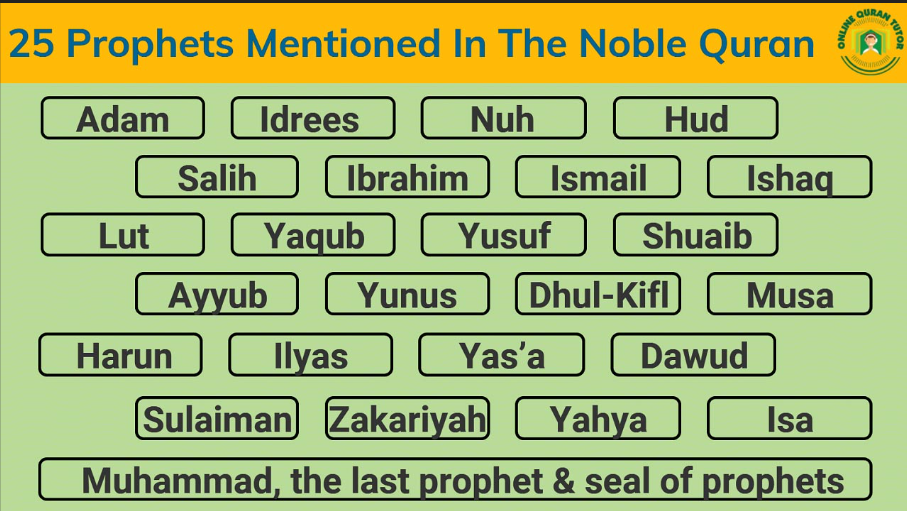 25 Prophets Mentioned In The Noble Quran
ONLINE QURAN TUTOR
Adam Idrees Nuh Hud
Salih Ibrahim Ismail Ishaq
Lut Yaqub Yusuf Shuaib
Ayyub Yunus Dhul-Kifl Musa
Harun Ilyas Yas’a Dawud
Sulaiman Zakariyah Yahya Isa
Muhammad, the last prophet & seal of prophets